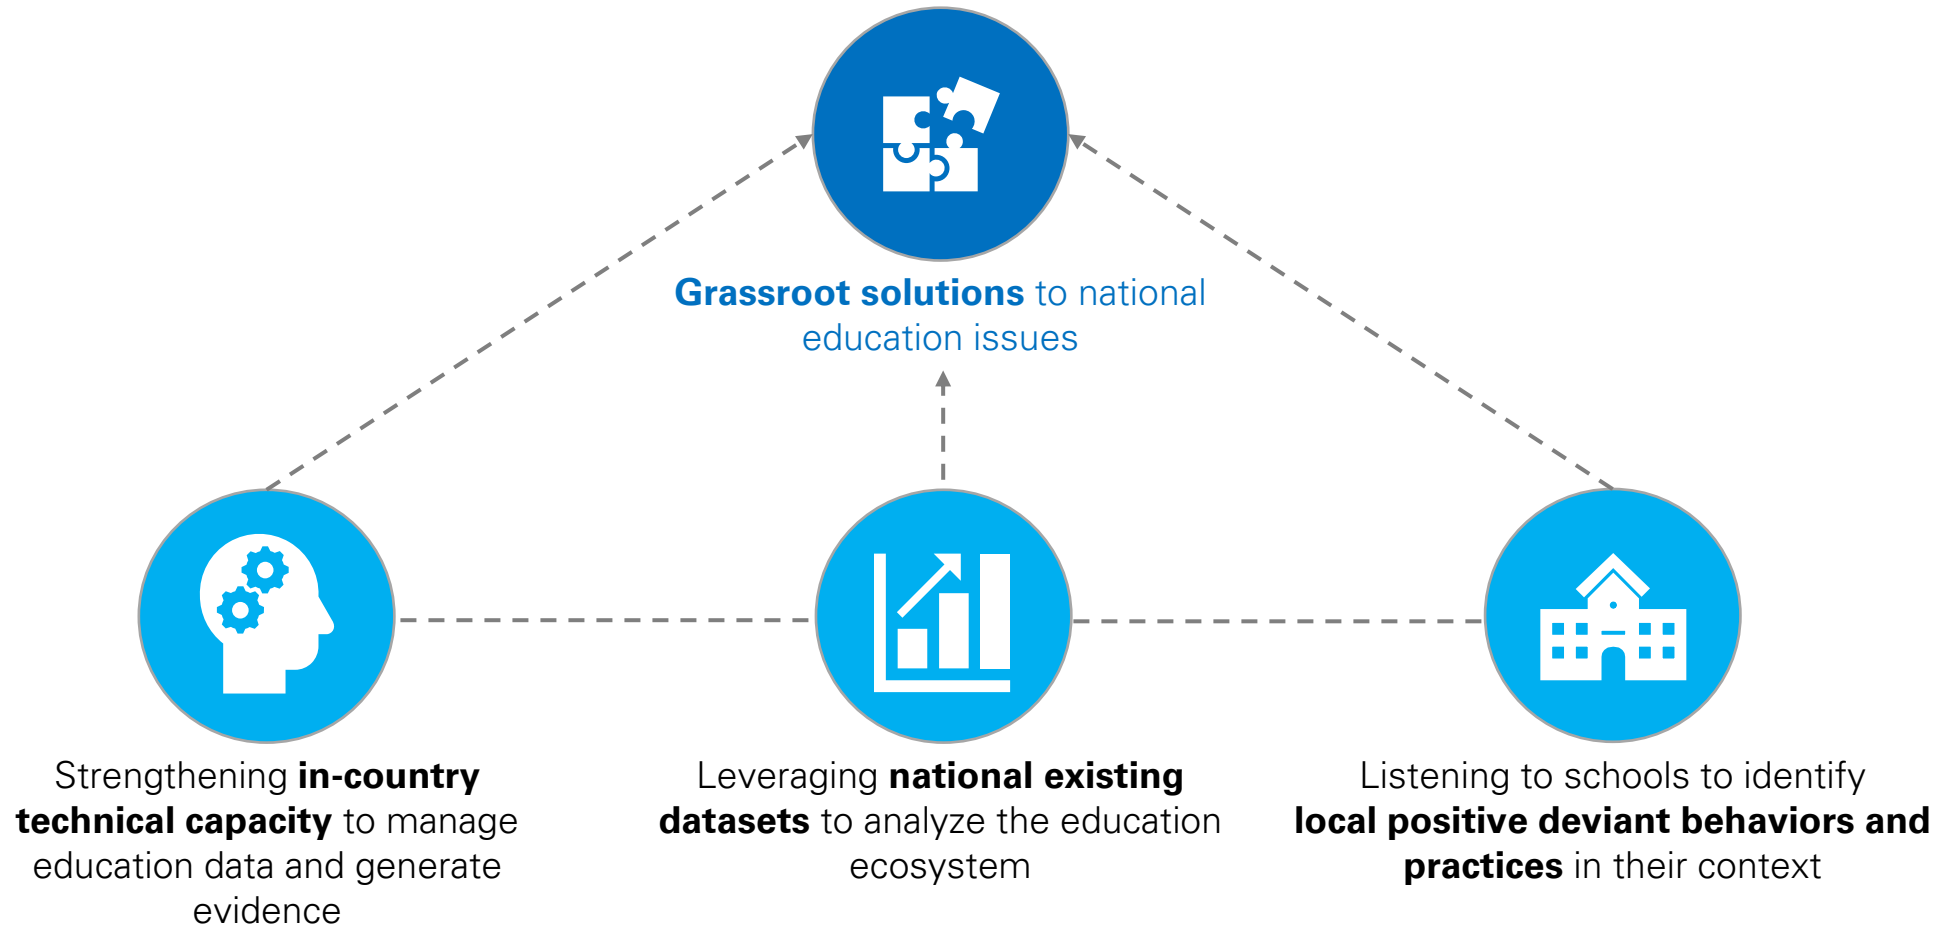 Grassroot solutions to national
education issues
Strengthening in-country
technical capacity to manage
education data and generate
evidence
Leveraging national existing
datasets to analyze the education
ecosystem
Listening to schools to identify
local positive deviant behaviors and
practices in their context